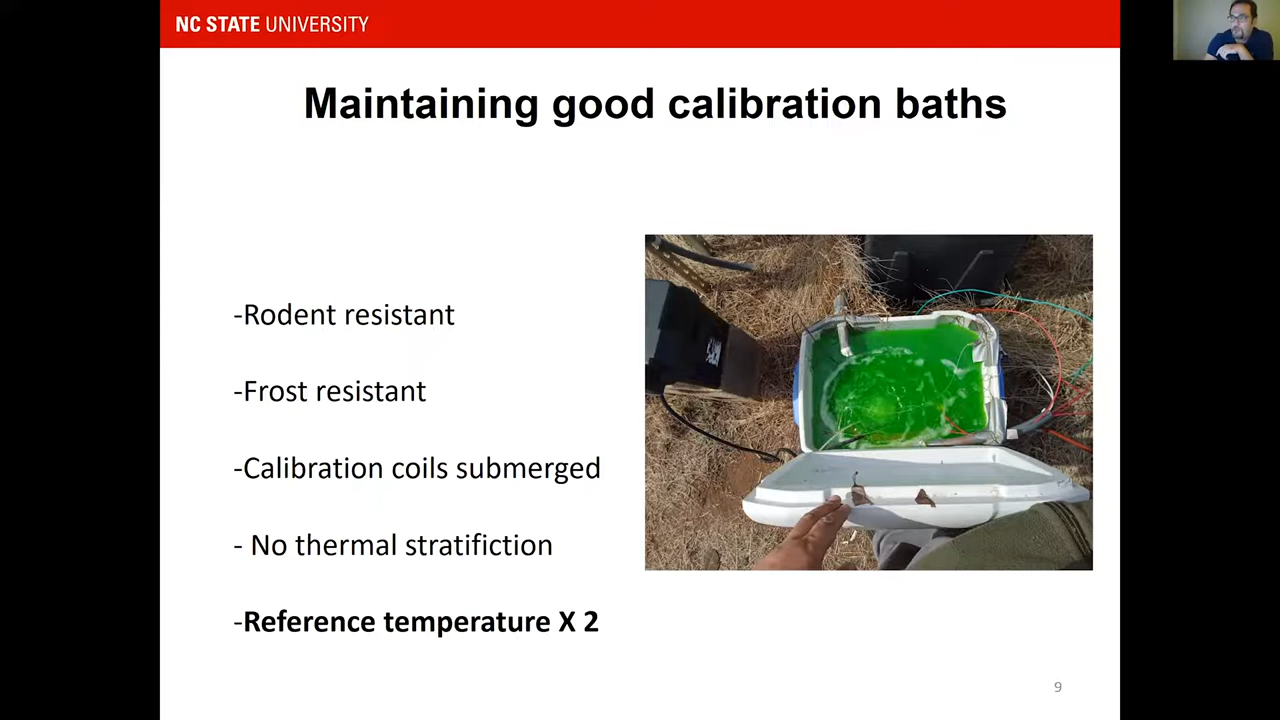 NC STATE UNIVERSITY
Maintaining good calibration baths
-Rodent resistant
-Frost resistant
-Calibration coils submerged
- No thermal stratifiction
-Reference temperature X 2
9